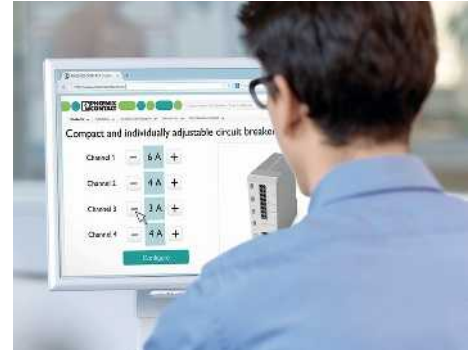 PHOENIX
CONTACT
Compact and individually adjustable circuit breaker
Channel 1 − 6 A +
Channel 2 − 4 A +
Channel 3 − 3 A +
Channel 4 − 4 A +
Configure